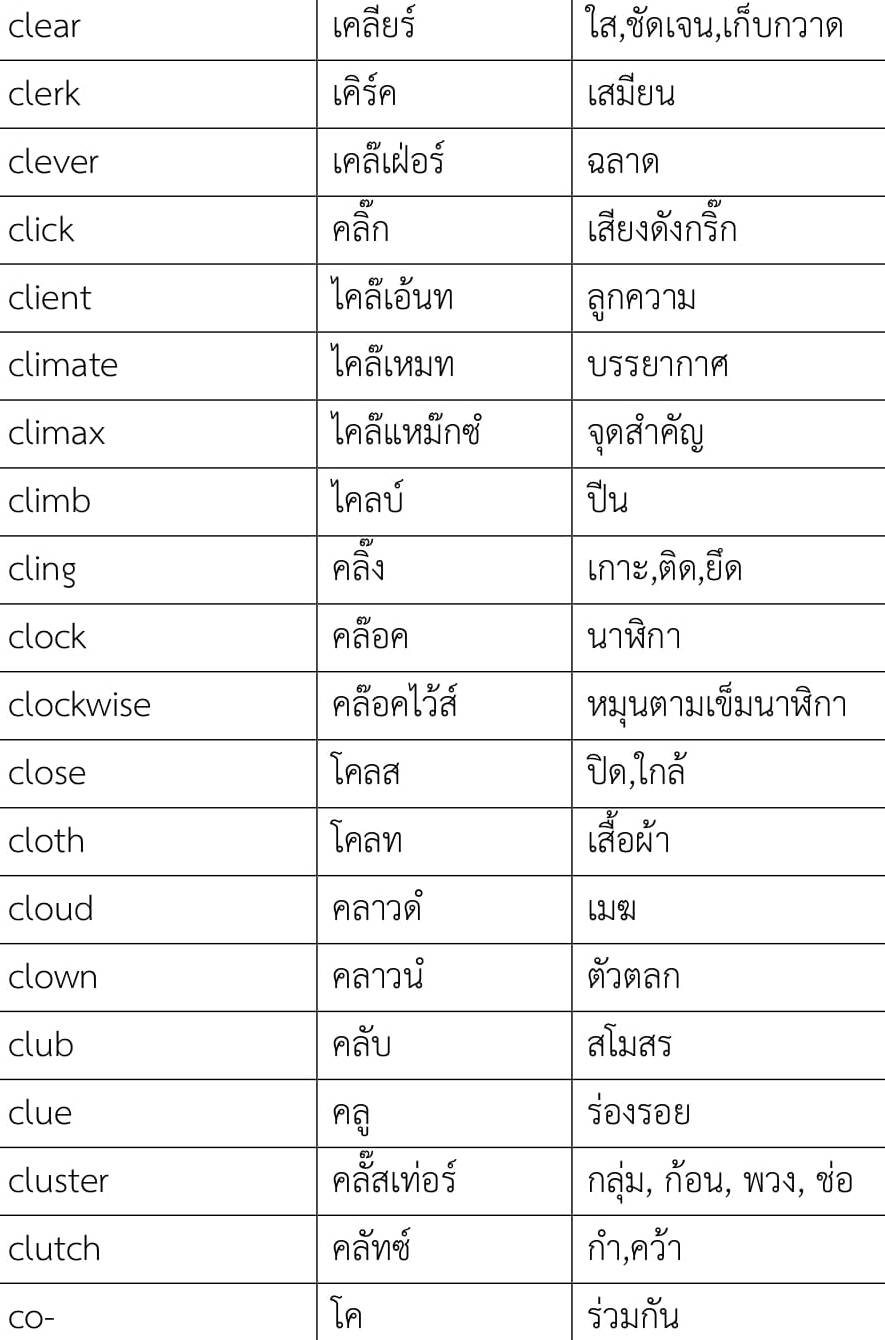 clear เคลียร์ ใส,ชัดเจน,เก็บกวาด
clerk เคิร์ค เสมียน
clever เคล๊เฝ่อร์ ฉลาด
click คลิ๊ก เสียงดังกริ๊ก
client ไคล๊เอ้นท ลูกความ
climate ไคล๊เหมท บรรยากาศ
climax ไคล๊แหม๊กซํ จุดสำคัญ
climb ไคลบ์ ปีน
cling คลิ๊ง เกาะ,ติด,ยึด
clock คล๊อค นาฬิกา
clockwise คล๊อคไว้ส์ หมุนตามเข็มนาฬิกา
close โคลส ปิด,ใกล้
cloth โคลท เสื้อผ้า
cloud คลาวดํ เมฆ
clown คลาวนํ ตัวตลก
club คลับ สโมสร
clue คลู ร่องรอย
cluster คลั๊สเท่อร์ กลุ่ม, ก้อน, พวง, ช่อ
clutch คลัทซ์ กำ,คว้า
co- โค ร่วมกัน